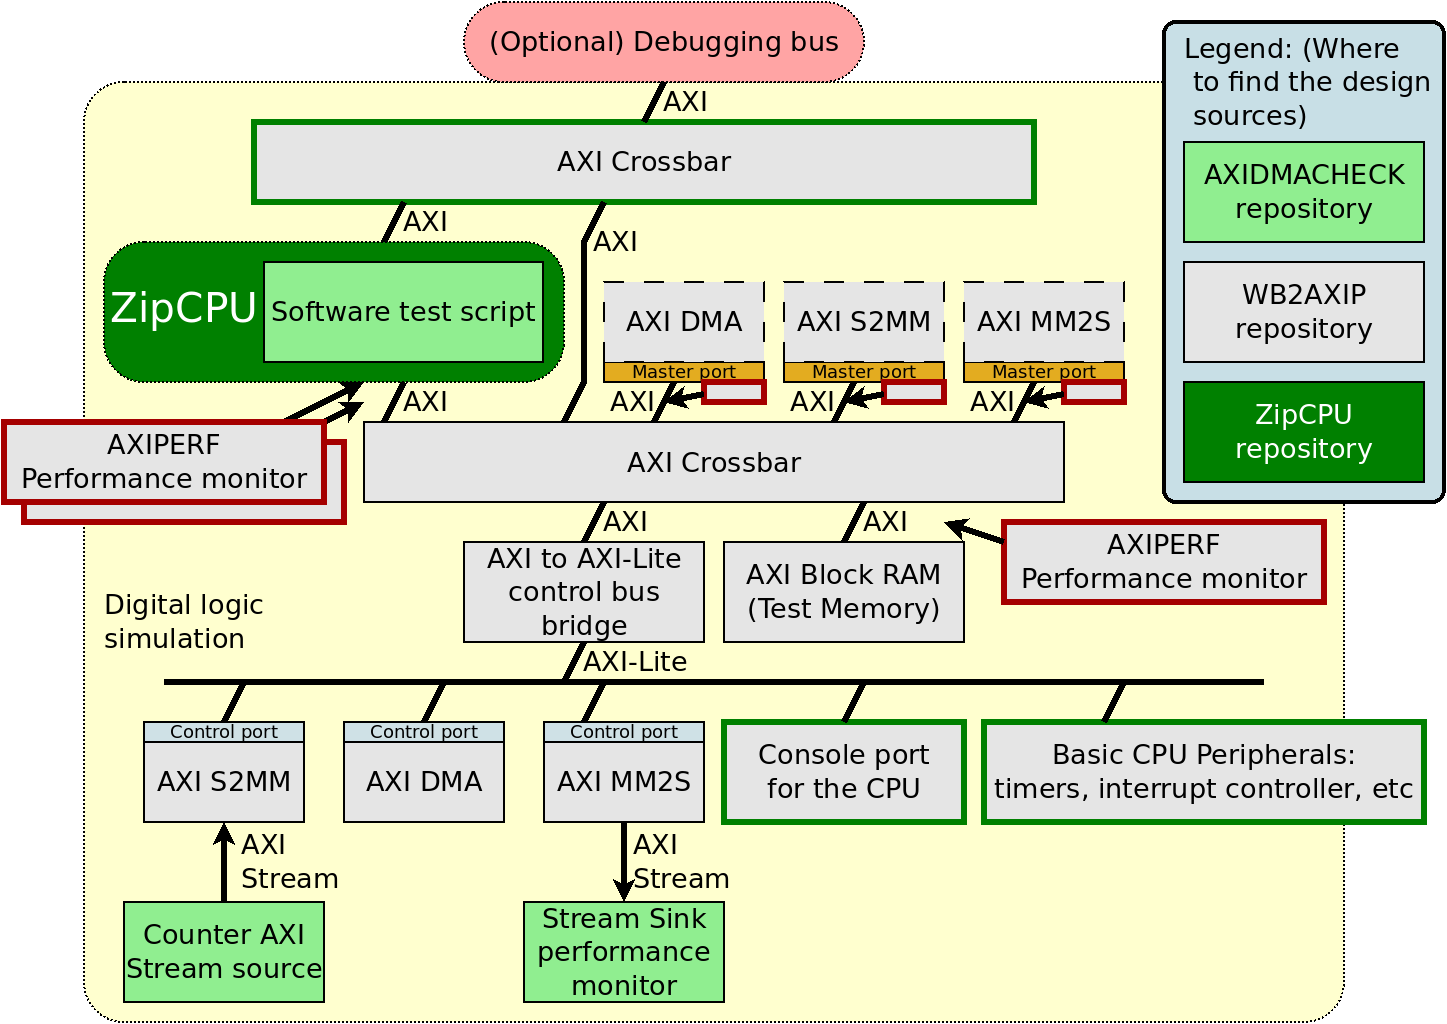 (Optional) Debugging bus
AXI
AXI Crossbar
AXI
AXI
ZipCPU
Software test script
AXI DMA
Master port
AXI S2MM
Master port
AXI MM2S
Master port
AXI
AXI
AXI
AXI
AXIPERF
Performance monitor
AXI Crossbar
AXI
AXI
AXI to AXI-Lite
control bus
bridge
AXI Block RAM
(Test Memory)
AXIPERF
Performance monitor
Digital logic
simulation
AXI-Lite
Control port
AXI S2MM
Control port
AXI DMA
Control port
AXI MM2S
Console port
for the CPU
Basic CPU Peripherals:
timers, interrupt controller, etc
AXI
Stream
AXI
Stream
Counter AXI
Stream source
Stream Sink
performance
monitor
Legend: (Where
to find the design
sources)
AXIDMACHECK
repository
WB2AXIP
repository
ZipCPU
repository